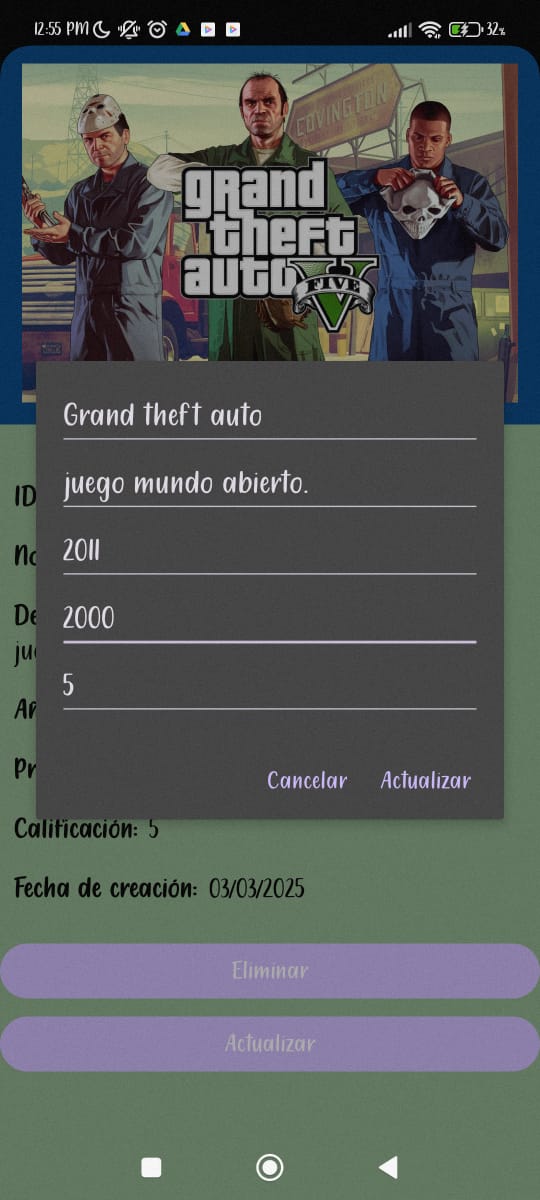 12:55 PM
32%
COVINGTON
grand
theft
auto
V
FIVE
Grand theft auto
juego mundo abierto.
2011
2000
5
Cancelar Actualizar
ID
No
De
ju
Pr
Calificación: 5
Fecha de creación: 03/03/2025
Eliminar
Actualizar